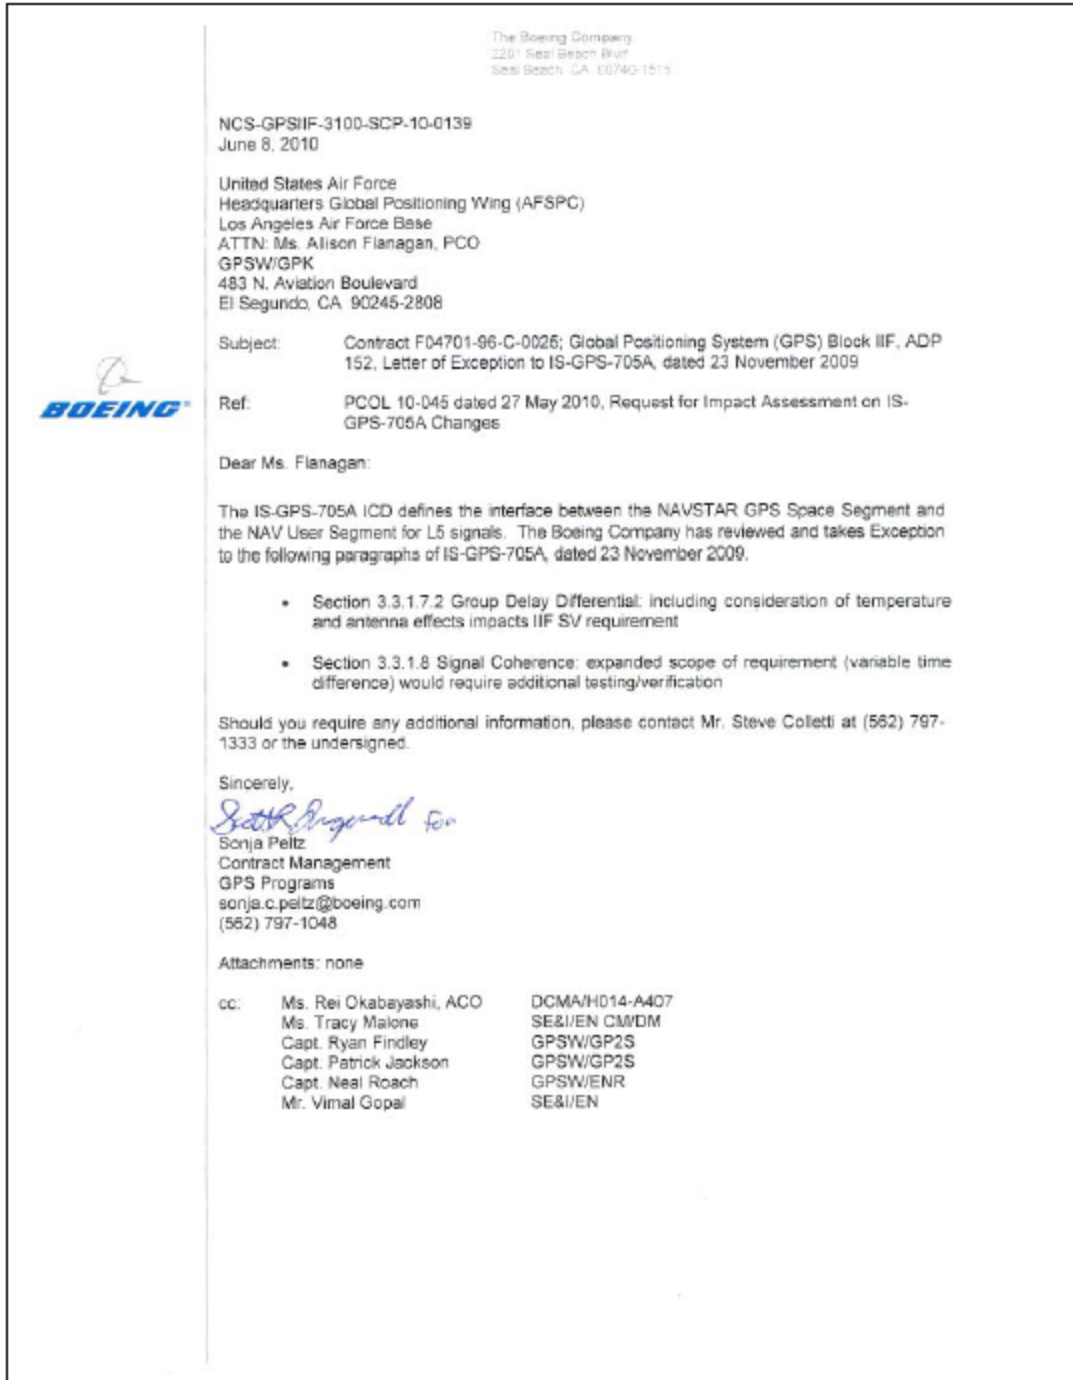 The Boeing Company
2201 Seal Beach Blvd
Seal Beach, CA 90740-1515
NCS-GPSIIF-3100-SCP-10-0139
June 8, 2010
United States Air Force
Headquarters Global Positioning Wing (AFSPC)
Los Angeles Air Force Base
ATTN: Ms. Allison Flanagan, PCO
GPSW/GPK
483 N. Aviation Boulevard
El Segundo, CA 90245-2808
Subject: Contract F04701-96-C-0025; Global Positioning System (GPS) Block IIF, ADP
152, Letter of Exception to IS-GPS-705A, dated 23 November 2009
BOEING
Ref: PCOL 10-045 dated 27 May 2010, Request for Impact Assessment on IS-
GPS-705A Changes
Dear Ms. Flanagan:
The IS-GPS-705A ICD defines the interface between the NAVSTAR GPS Space Segment and
the NAV User Segment for L5 signals. The Boeing Company has reviewed and takes Exception
to the following paragraphs of IS-GPS-705A, dated 23 November 2009.
• Section 3.3.1.7.2 Group Delay Differential: including consideration of temperature
and antenna effects impacts IIF SV requirement
• Section 3.3.1.8 Signal Coherence: expanded scope of requirement (variable time
difference) would require additional testing/verification
Should you require any additional information, please contact Mr. Steve Colletti at (562) 797-
1333 or the undersigned.
Sincerely,
For
Sonja Peltz
Contract Management
GPS Programs
sonja.c.peltz@boeing.com
(562) 797-1048
Attachments: none
cc: Ms. Rei Okabayashi, ACO DCMA/H014-A407
Ms. Tracy Malone SE&I/EN CM/DM
Capt. Ryan Findley GPSW/GP2S
Capt. Patrick Jackson GPSW/GP2S
Capt. Neal Roach GPSW/ENR
Mr. Vimal Gopal SE&I/EN